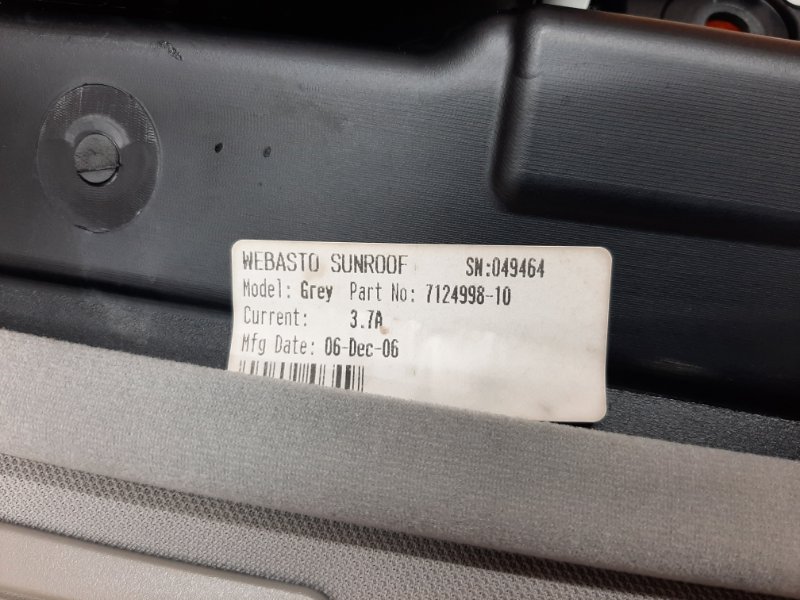 WEBASTO SUNROOF SN:049464
Model: Grey Part No: 7124998-10
Current: 3.7A
Mfg Date: 06-Dec-06